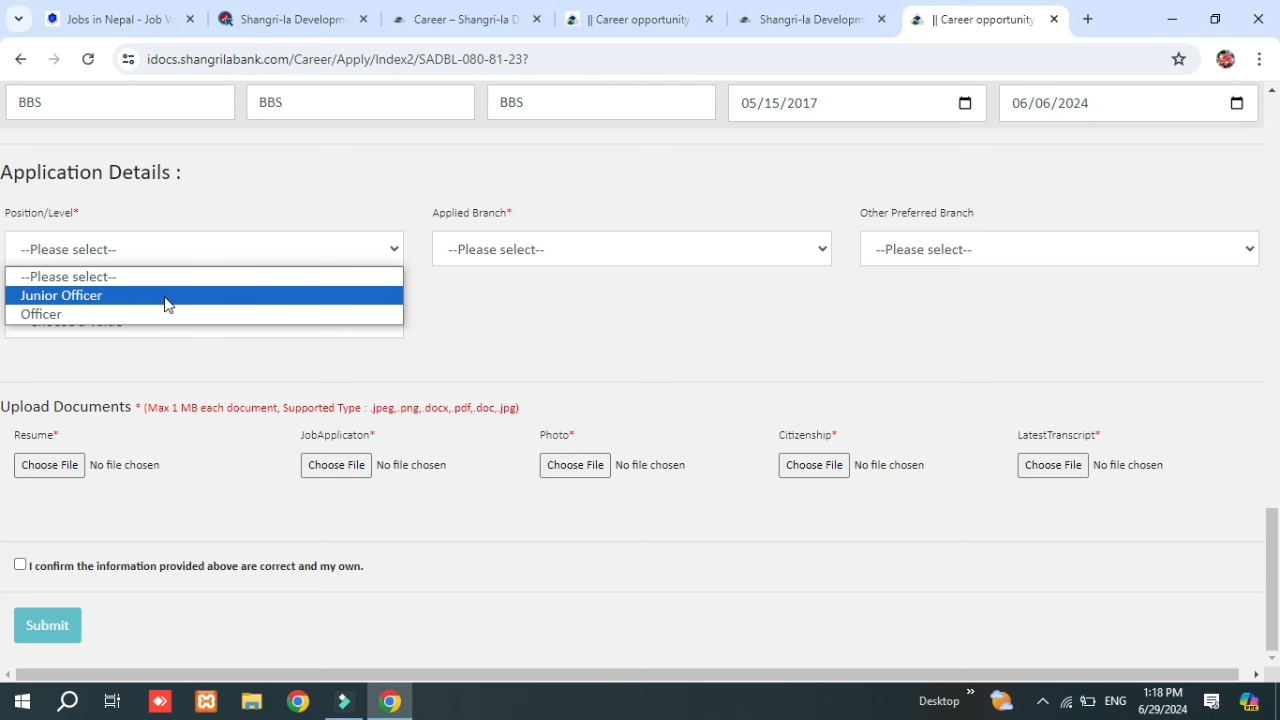 Jobs in Nepal - Job V
Shangri-la Developm
Career – Shangri-la D
|| Career opportunity
Shangri-la Developm
|| Career opportunity
idocs.shangrilabank.com/Career/Apply/Index2/SADBL-080-81-23?
BBS BBS BBS 05/15/2017 06/06/2024
Application Details :
Position/Level* Applied Branch* Other Preferred Branch
--Please select-- --Please select-- --Please select--
--Please select--
Junior Officer
Officer
Upload Documents * (Max 1 MB each document, Supported Type : .jpeg,.png,.docx,.pdf,.doc,.jpg)
Resume* JobApplicaton* Photo* Citizenship* LatestTranscript*
Choose File No file chosen Choose File No file chosen Choose File No file chosen Choose File No file chosen Choose File No file chosen
I confirm the information provided above are correct and my own.
Submit
Desktop ENG 1:18 PM
6/29/2024
PRE